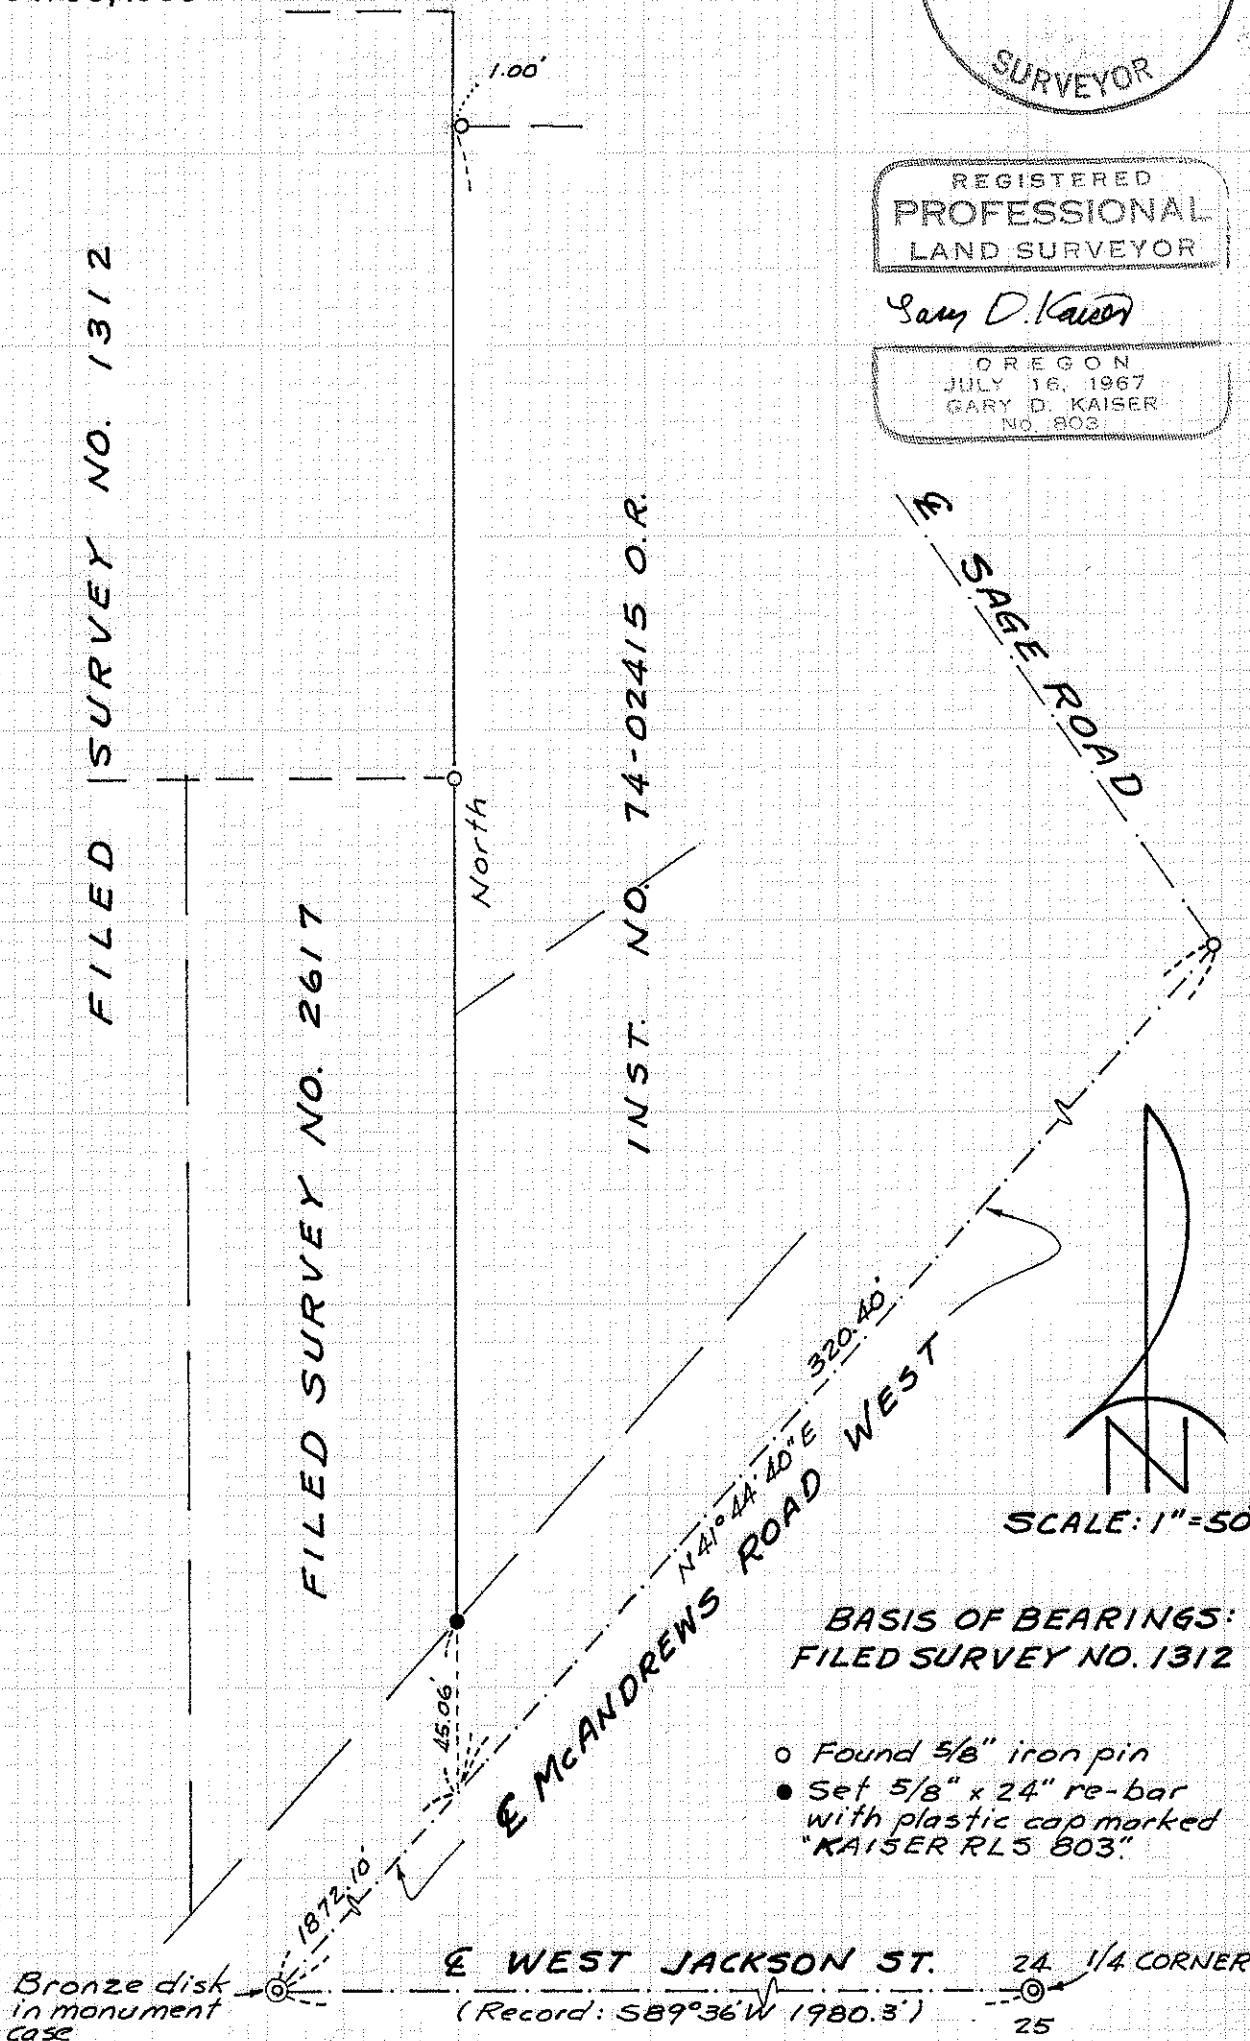 1.00'
SURVEYOR
REGISTERED
PROFESSIONAL
LAND SURVEYOR
Gary D. Kaiser
OREGON
JULY 16, 1967
GARY D. KAISER
No. 803
FILED SURVEY NO. 1312
FILED SURVEY NO. 2617
North
INST. NO. 74-02415 O.R.
℄ SAGE ROAD
320.40'
N41°44'40"E
℄ McANDREWS ROAD WEST
45.06'
1872.10'
N
SCALE: 1"=50
BASIS OF BEARINGS:
FILED SURVEY NO. 1312
○ Found 5/8" iron pin
● Set 5/8" x 24" re-bar
with plastic cap marked
"KAISER RLS 803."
℄ WEST JACKSON ST.
(Record: S89°36'W 1980.3')
24
1/4 CORNER
25
Bronze disk
in monument
case